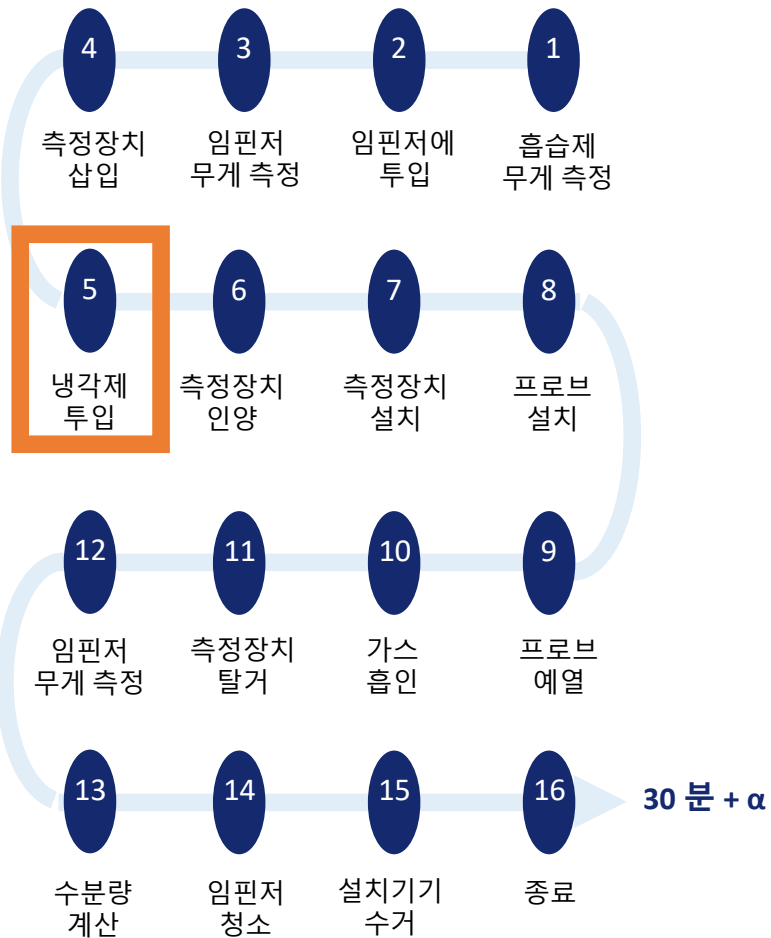 4
3
2
1
측정장치
삽입
임핀저
무게 측정
임핀저에
투입
흡습제
무게 측정
5
6
7
8
냉각제
투입
측정장치
인양
측정장치
설치
프로브
설치
12
11
10
9
임핀저
무게 측정
측정장치
탈거
가스
흡인
프로브
예열
13
14
15
16
30 분 + α
수분량
계산
임핀저
청소
설치기기
수거
종료